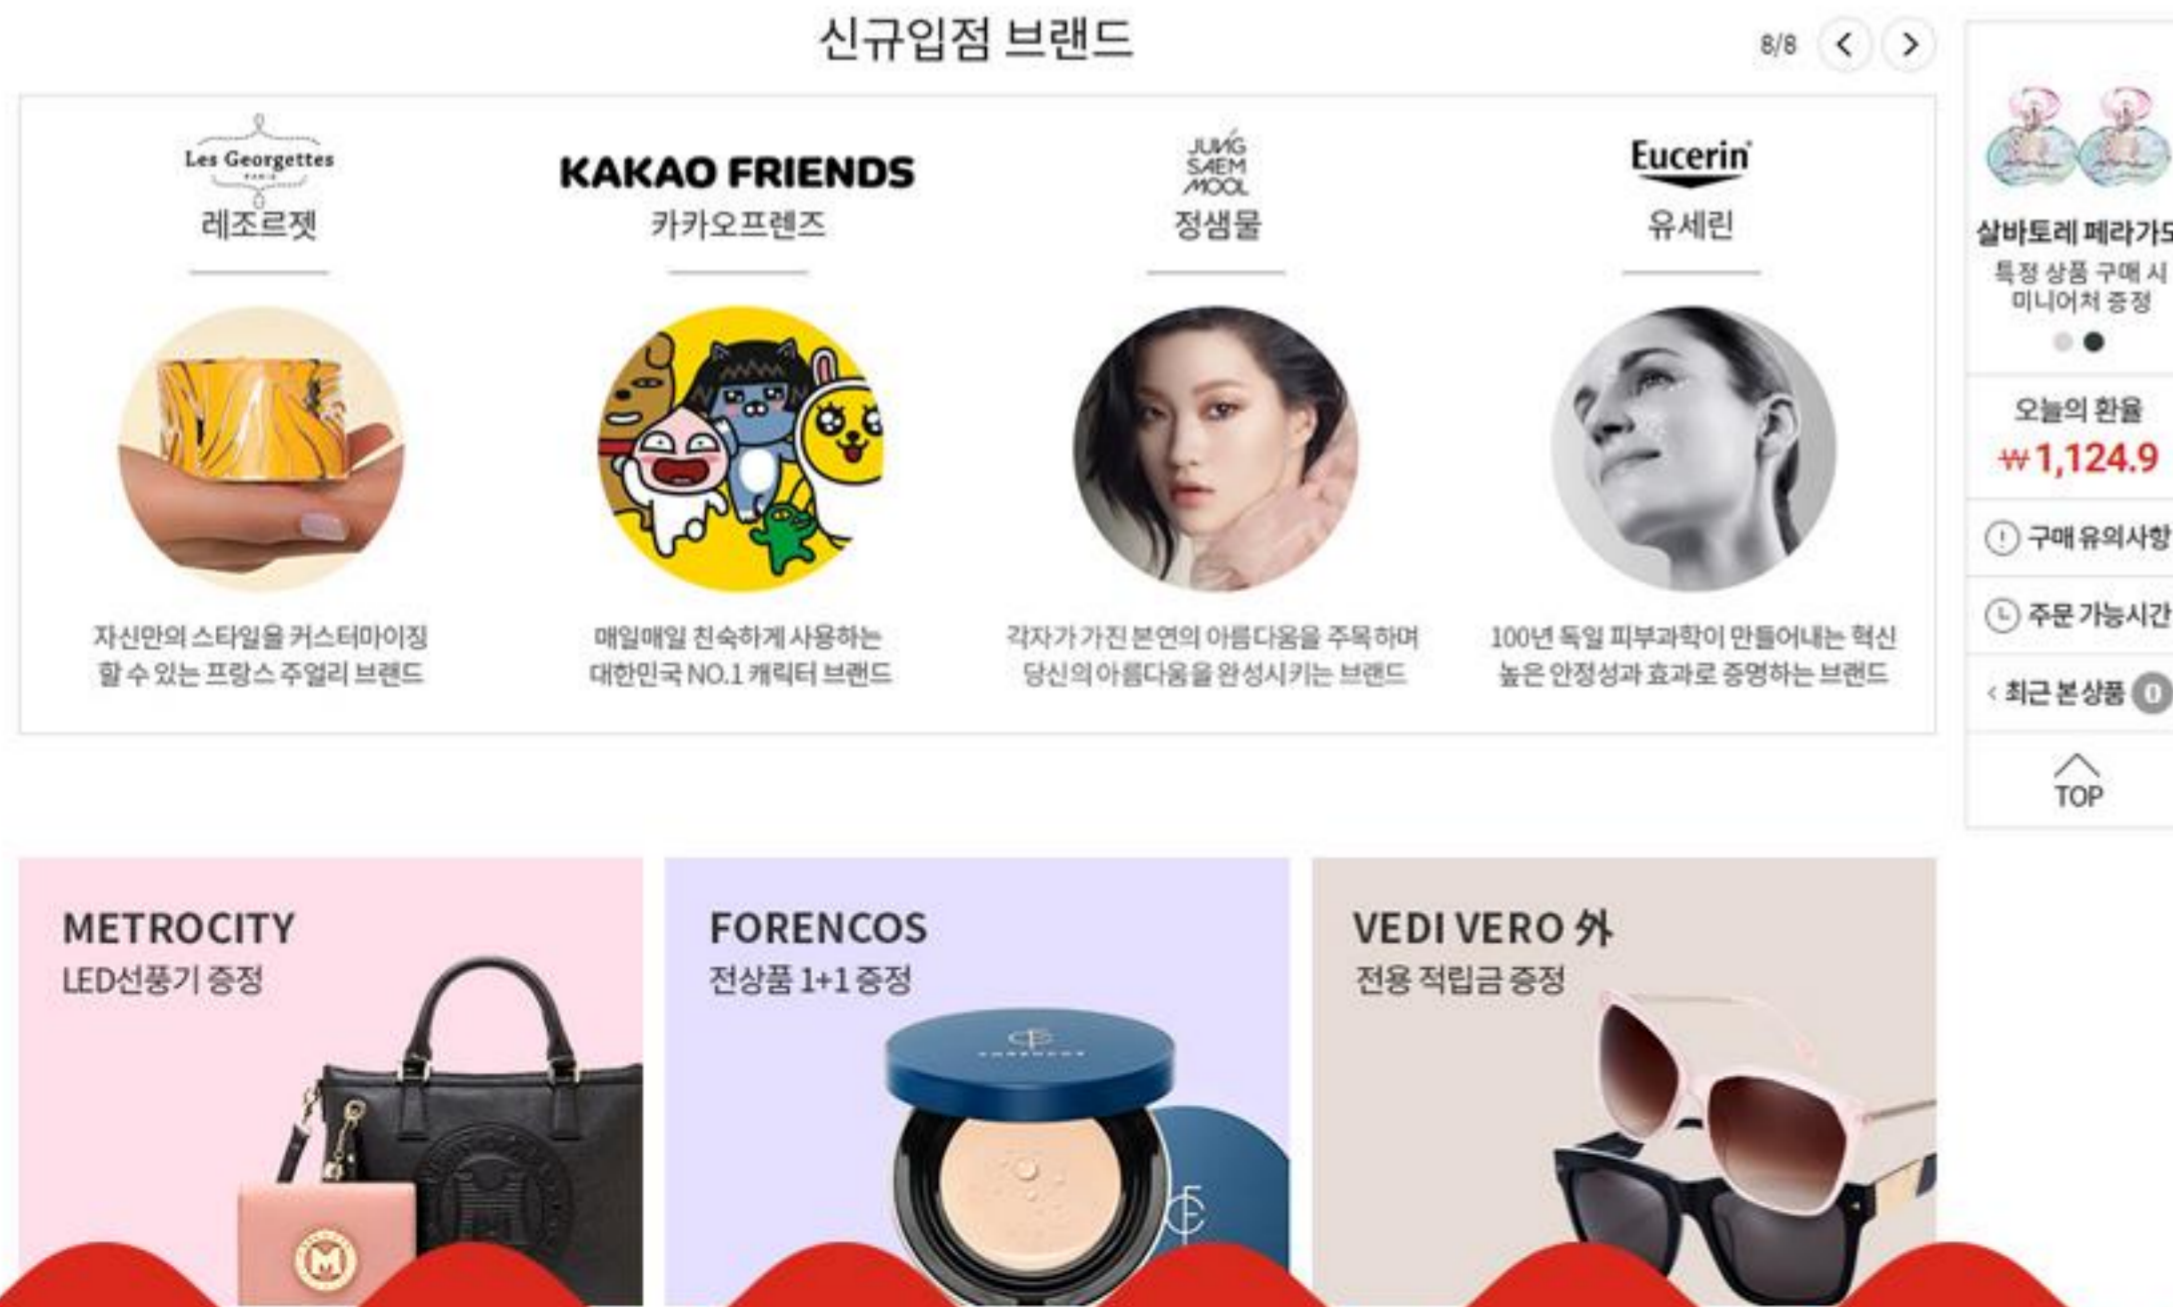 신규입점 브랜드
8/8
Les Georgettes
PARIS
레조르젯
자신만의 스타일을 커스터마이징
할 수 있는 프랑스 주얼리 브랜드
KAKAO FRIENDS
카카오프렌즈
매일매일 친숙하게 사용하는
대한민국 NO.1 캐릭터 브랜드
JUNG
SAEM
MOOL
정샘물
각자가 가진 본연의 아름다움을 주목하며
당신의 아름다움을 완성시키는 브랜드
Eucerin
유세린
100년 독일 피부과학이 만들어내는 혁신
높은 안정성과 효과로 증명하는 브랜드
살바토레 페라가모
특정 상품 구매 시
미니어처 증정
오늘의 환율
₩1,124.9
구매 유의사항
주문 가능시간
최근 본 상품 0
TOP
METROCITY
LED선풍기 증정
M
FORENCOS
전상품 1+1 증정
FORENCOS
VEDI VERO 外
전용 적립금 증정